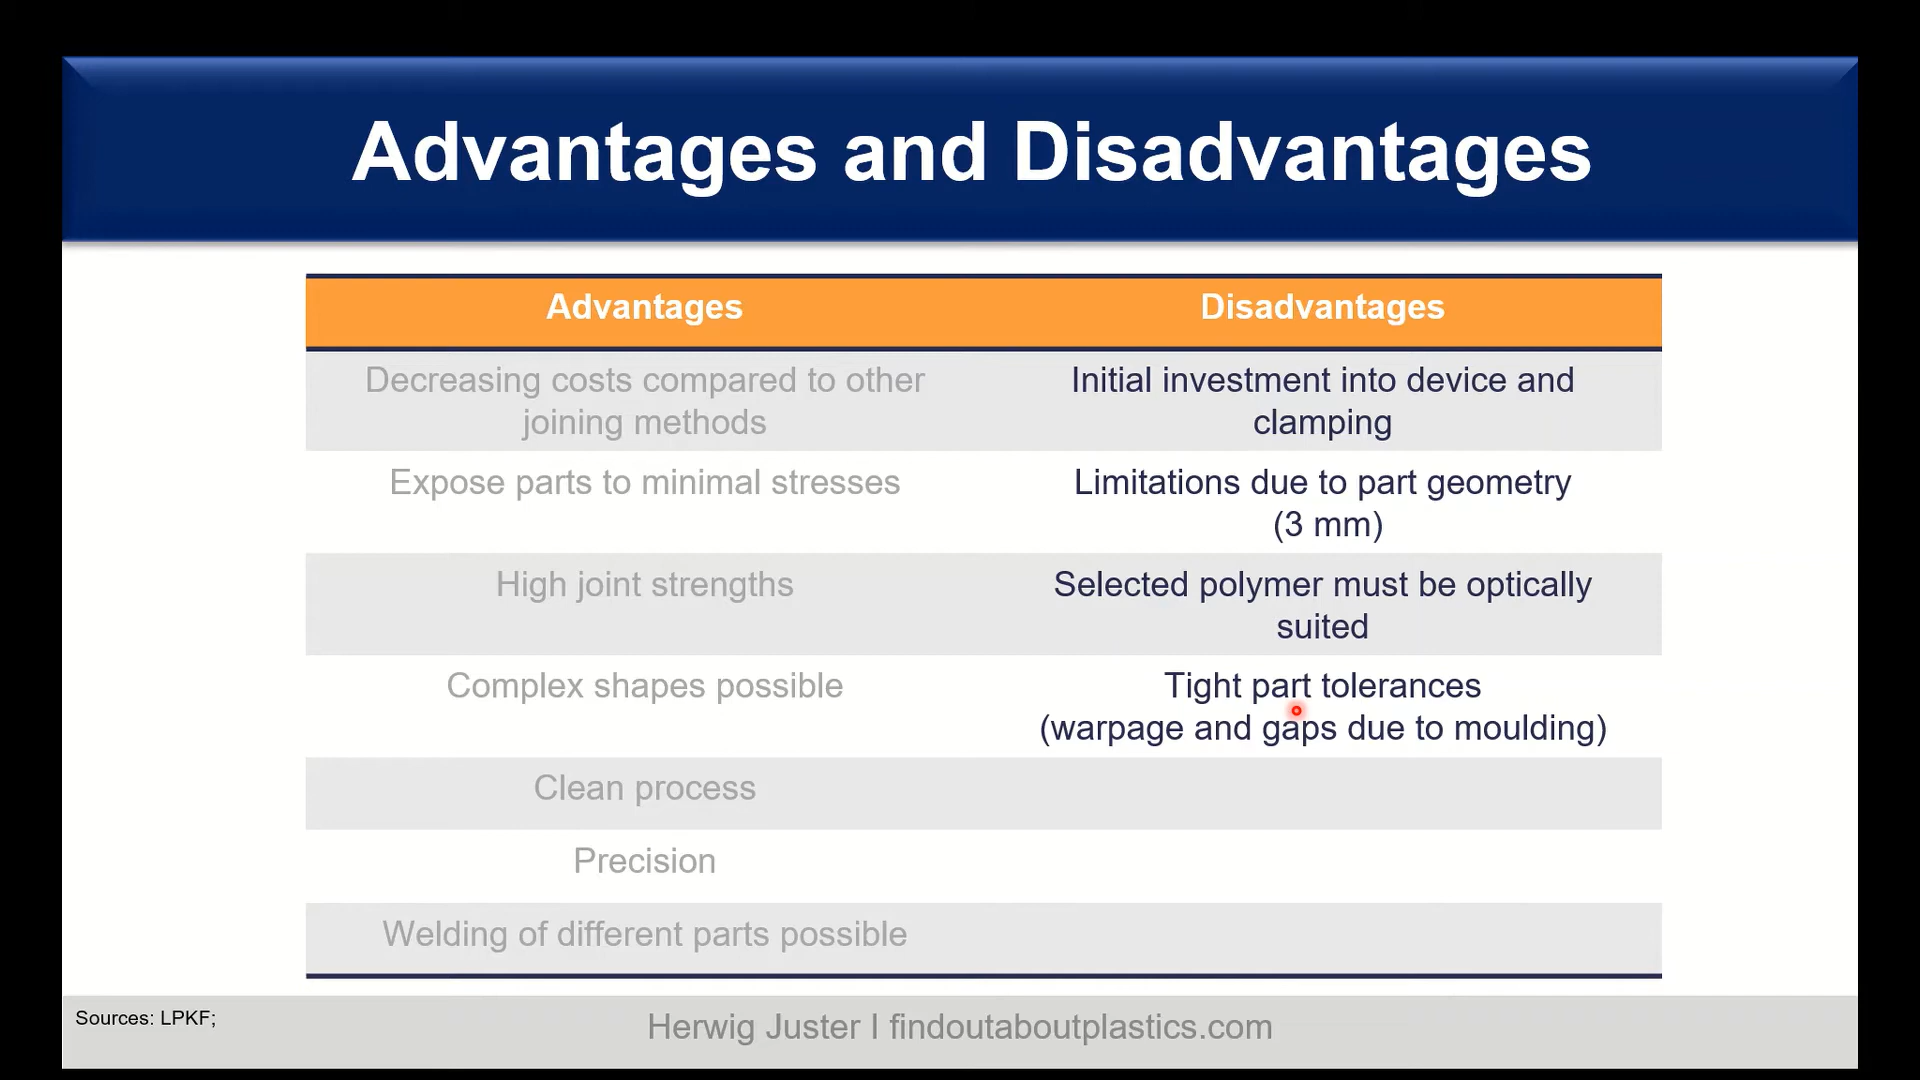 Advantages and Disadvantages
Advantages
Disadvantages
Decreasing costs compared to other
joining methods
Initial investment into device and
clamping
Expose parts to minimal stresses
Limitations due to part geometry
(3 mm)
High joint strengths
Selected polymer must be optically
suited
Complex shapes possible
Tight part tolerances
(warpage and gaps due to moulding)
Clean process
Precision
Welding of different parts possible
Sources: LPKF;
Herwig Juster I findoutaboutplastics.com